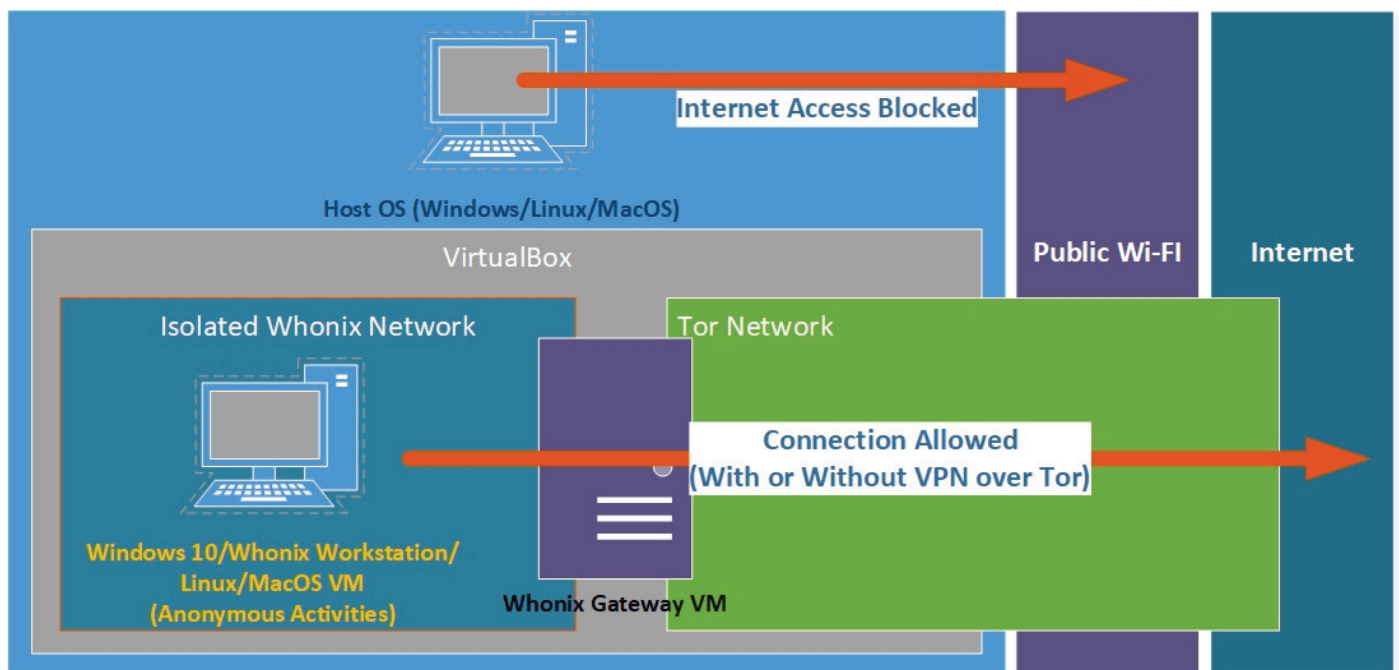 Internet Access Blocked
Host OS (Windows/Linux/MacOS)
VirtualBox
Public Wi-FI
Internet
Isolated Whonix Network
Tor Network
Connection Allowed
(With or Without VPN over Tor)
Windows 10/Whonix Workstation/
Linux/MacOS VM
(Anonymous Activities)
Whonix Gateway VM